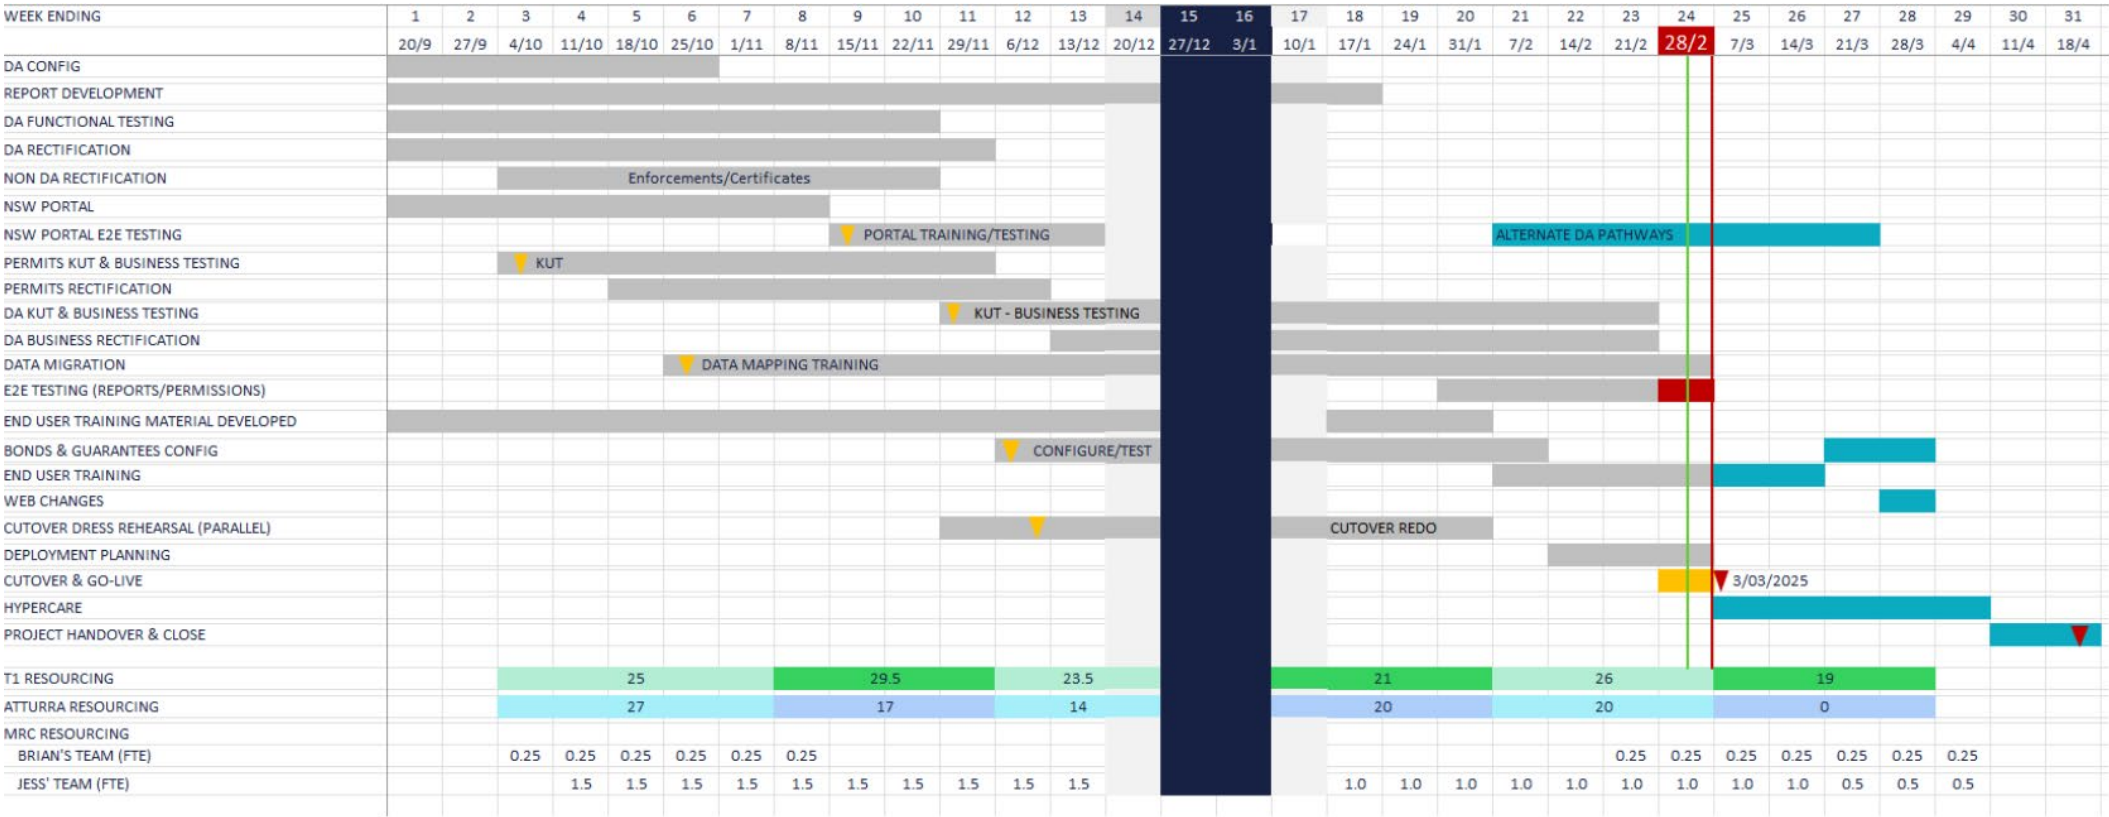 WEEK ENDING 1 2 3 4 5 6 7 8 9 10 11 12 13 14 15 16 17 18 19 20 21 22 23 24 25 26 27 28 29 30 31
20/9 27/9 4/10 11/10 18/10 25/10 1/11 8/11 15/11 22/11 29/11 6/12 13/12 20/12 27/12 3/1 10/1 17/1 24/1 31/1 7/2 14/2 21/2 28/2 7/3 14/3 21/3 28/3 4/4 11/4 18/4
DA CONFIG
REPORT DEVELOPMENT
DA FUNCTIONAL TESTING
DA RECTIFICATION
NON DA RECTIFICATION Enforcements/Certificates
NSW PORTAL
NSW PORTAL E2E TESTING PORTAL TRAINING/TESTING ALTERNATE DA PATHWAYS
PERMITS KUT & BUSINESS TESTING KUT
PERMITS RECTIFICATION
DA KUT & BUSINESS TESTING KUT - BUSINESS TESTING
DA BUSINESS RECTIFICATION
DATA MIGRATION DATA MAPPING TRAINING
E2E TESTING (REPORTS/PERMISSIONS)
END USER TRAINING MATERIAL DEVELOPED
BONDS & GUARANTEES CONFIG CONFIGURE/TEST
END USER TRAINING
WEB CHANGES
CUTOVER DRESS REHEARSAL (PARALLEL) CUTOVER REDO
DEPLOYMENT PLANNING
CUTOVER & GO-LIVE 3/03/2025
HYPERCARE
PROJECT HANDOVER & CLOSE
T1 RESOURCING 25 29.5 23.5 21 26 19
ATTURRA RESOURCING 27 17 14 20 20 0
MRC RESOURCING
BRIAN'S TEAM (FTE) 0.25 0.25 0.25 0.25 0.25 0.25 0.25 0.25 0.25 0.25 0.25 0.25 0.25
JESS' TEAM (FTE) 1.5 1.5 1.5 1.5 1.5 1.5 1.5 1.5 1.5 1.5 1.0 1.0 1.0 1.0 1.0 1.0 1.0 1.0 1.0 0.5 0.5 0.5